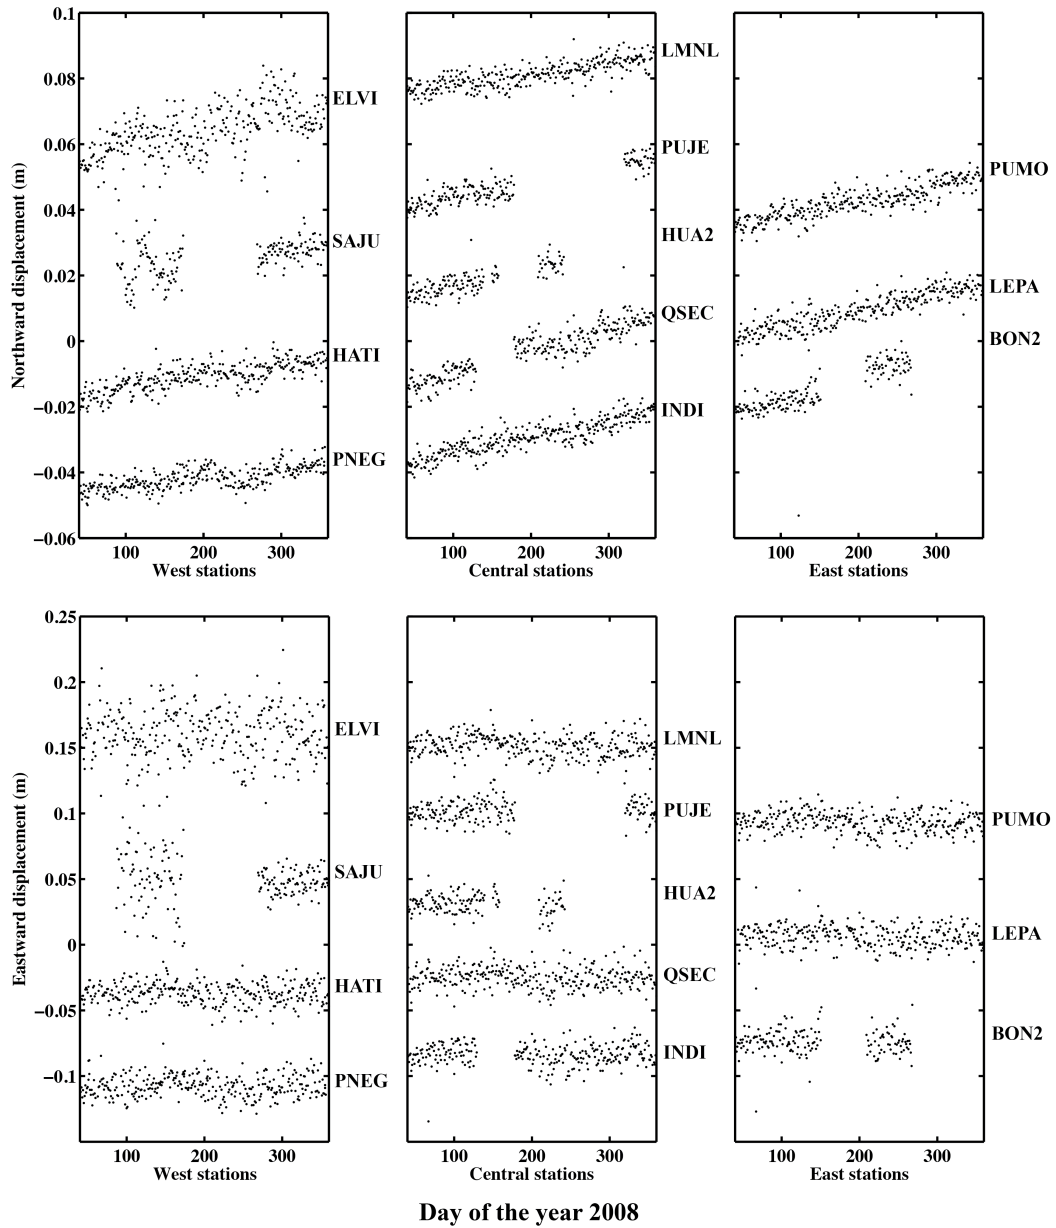 0.1
0.08
0.06
0.04
0.02
0
−0.02
−0.04
−0.06
Northward displacement (m)
ELVI
SAJU
HATI
PNEG
100 200 300
West stations
LMNL
PUJE
HUA2
QSEC
INDI
100 200 300
Central stations
PUMO
LEPA
BON2
100 200 300
East stations
0.25
0.2
0.15
0.1
0.05
0
−0.05
−0.1
Eastward displacement (m)
ELVI
SAJU
HATI
PNEG
100 200 300
West stations
LMNL
PUJE
HUA2
QSEC
INDI
100 200 300
Central stations
PUMO
LEPA
BON2
100 200 300
East stations
Day of the year 2008